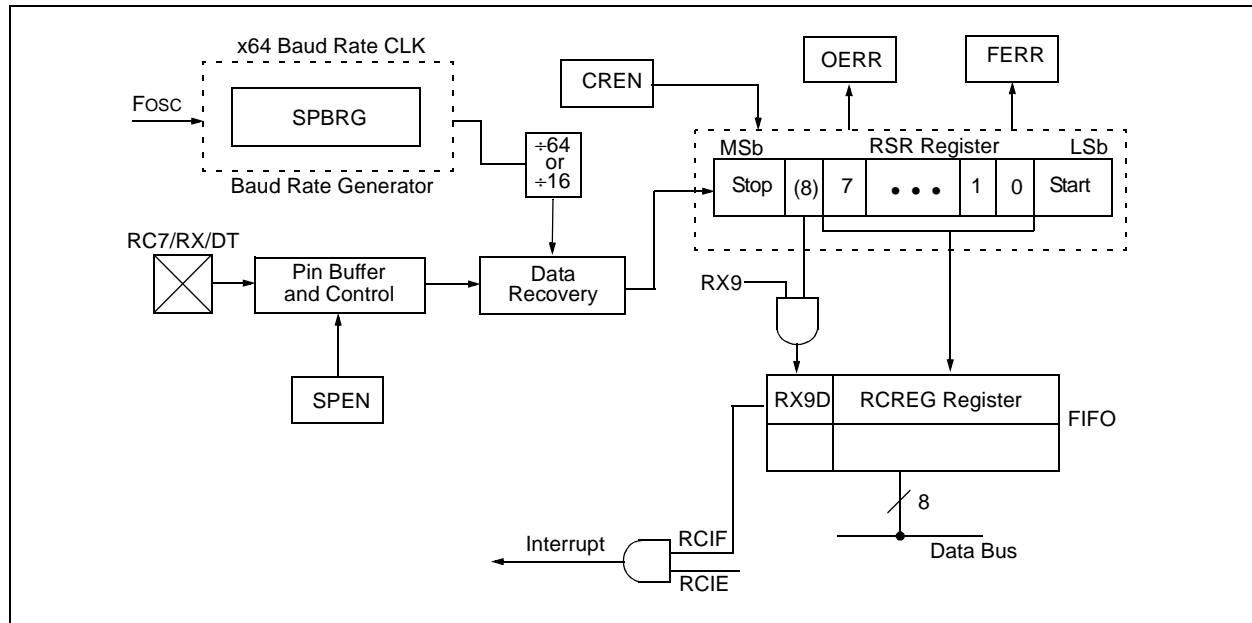 x64 Baud Rate CLK
FOSC
SPBRG
Baud Rate Generator
÷64
or
÷16
CREN
OERR
FERR
MSb
RSR Register
LSb
Stop
(8)
7
• • •
1
0
Start
RC7/RX/DT
Pin Buffer
and Control
Data
Recovery
SPEN
RX9
RX9D
RCREG Register
FIFO
8
Data Bus
Interrupt
RCIF
RCIE